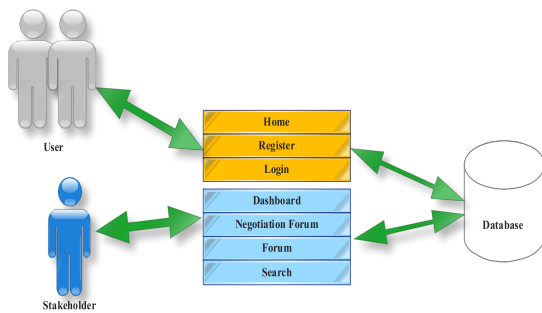 User
Home
Register
Login
Dashboard
Negotiation Forum
Forum
Search
Stakeholder
Database